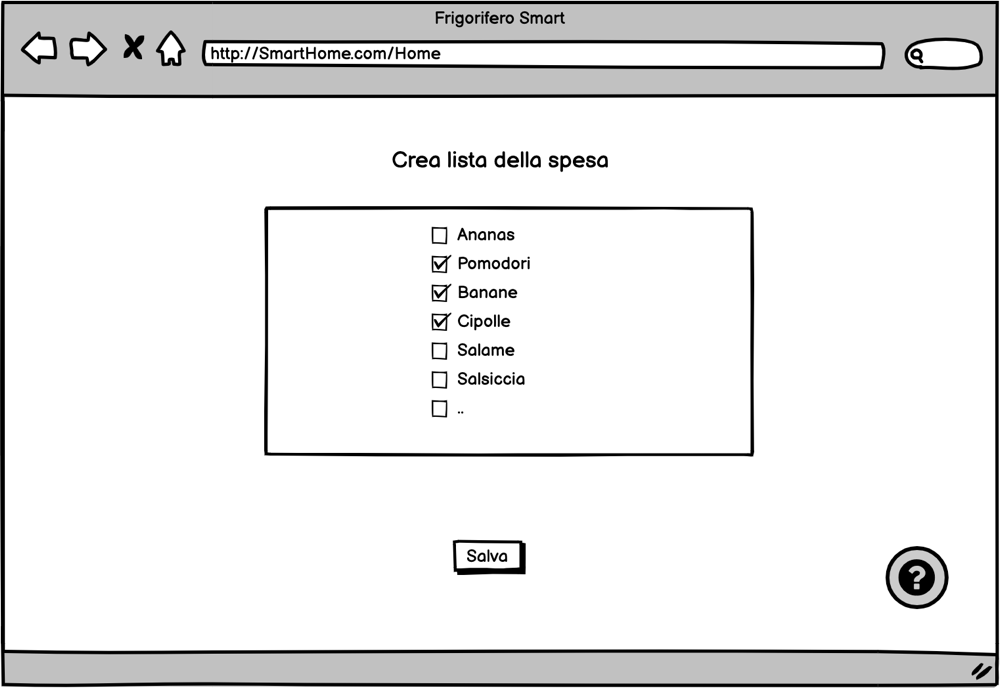 Frigorifero Smart
http://SmartHome.com/Home
Crea lista della spesa
Ananas
Pomodori
Banane
Cipolle
Salame
Salsiccia
..
Salva
?